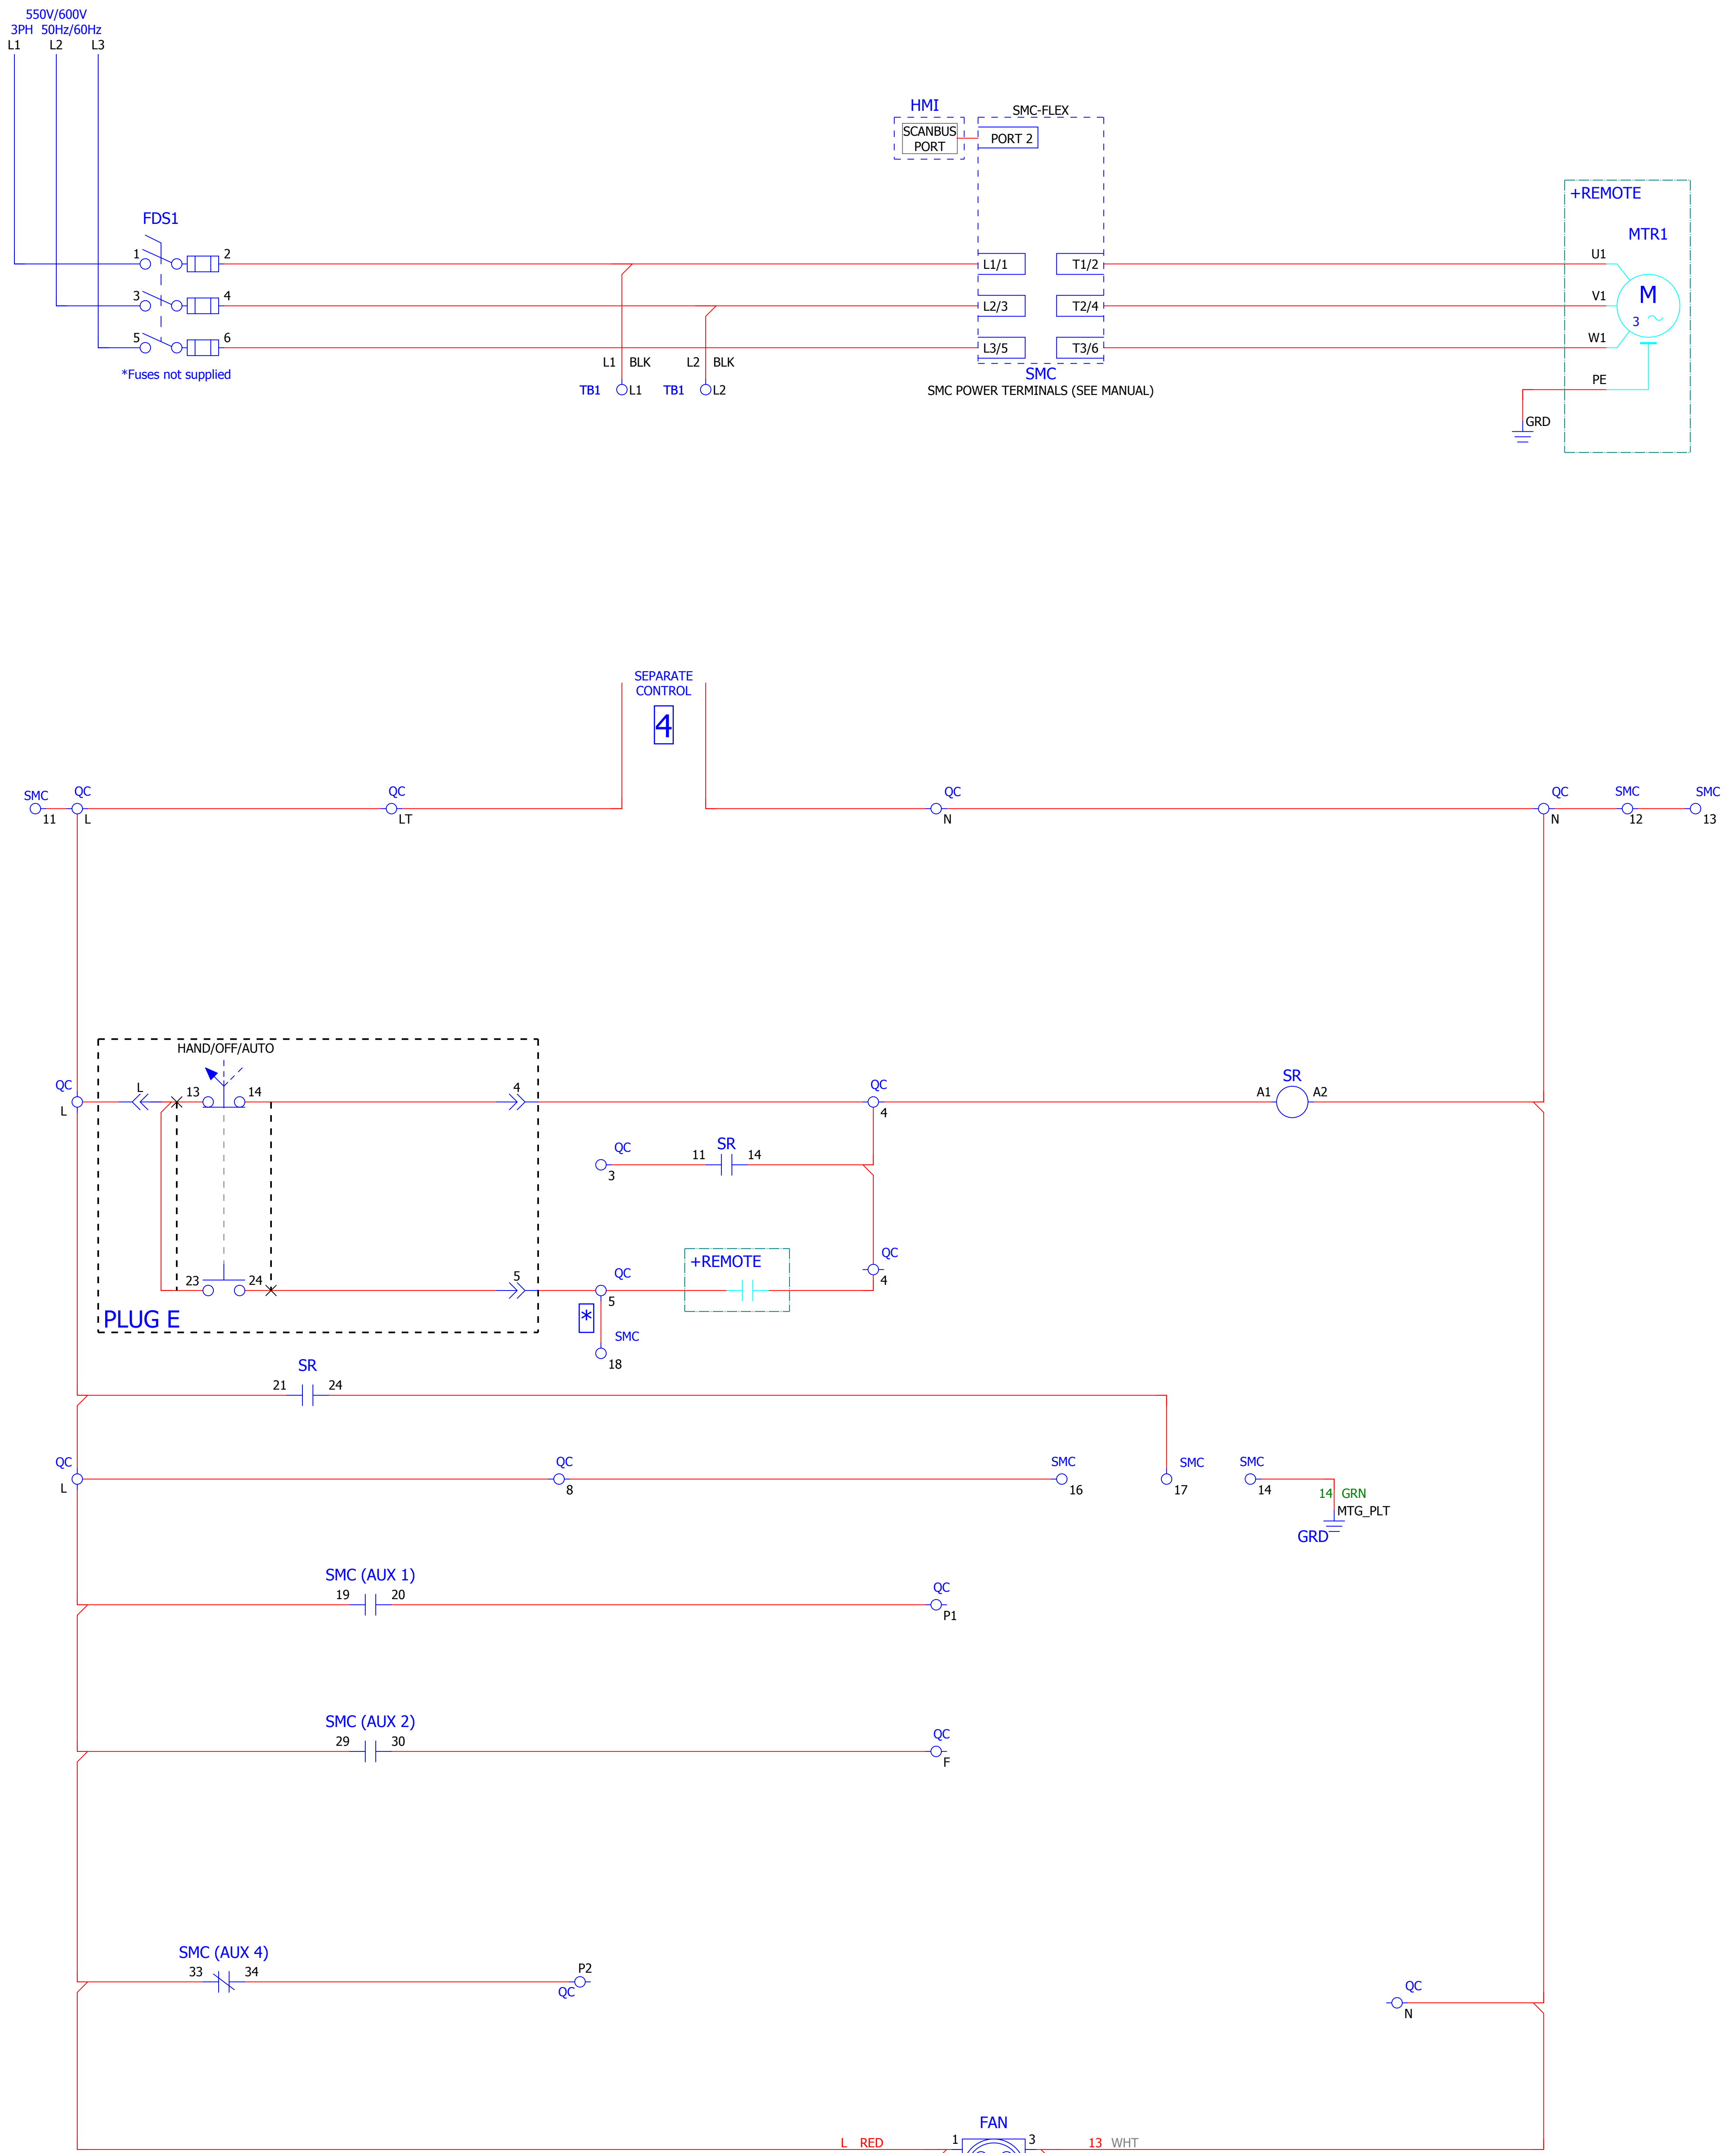 550V/600V
3PH 50Hz/60Hz
L1 L2 L3
HMI
SCANBUS
PORT
SMC-FLEX
PORT 2
+REMOTE
MTR1
FDS1
1 2
3 4
5 6
*Fuses not supplied
L1/1 T1/2
L2/3 T2/4
L3/5 T3/6
SMC
SMC POWER TERMINALS (SEE MANUAL)
U1
V1
W1
PE
M
3
GRD
L1 BLK
L2 BLK
TB1 L1
TB1 L2
SEPARATE
CONTROL
4
SMC
11
QC
L
QC
LT
QC
N
QC
N
SMC
12
SMC
13
HAND/OFF/AUTO
QC
L
L
13 14
4
QC
4
SR
A1 A2
QC
3
SR
11 14
+REMOTE
QC
4
23 24
5
QC
5
PLUG E
*
SMC
18
SR
21 24
QC
L
QC
8
SMC
16
SMC
17
SMC
14
14 GRN
MTG_PLT
GRD
SMC (AUX 1)
19 20
QC
P1
SMC (AUX 2)
29 30
QC
F
SMC (AUX 4)
33 34
P2
QC
QC
N
FAN
L RED
1 3
13 WHT